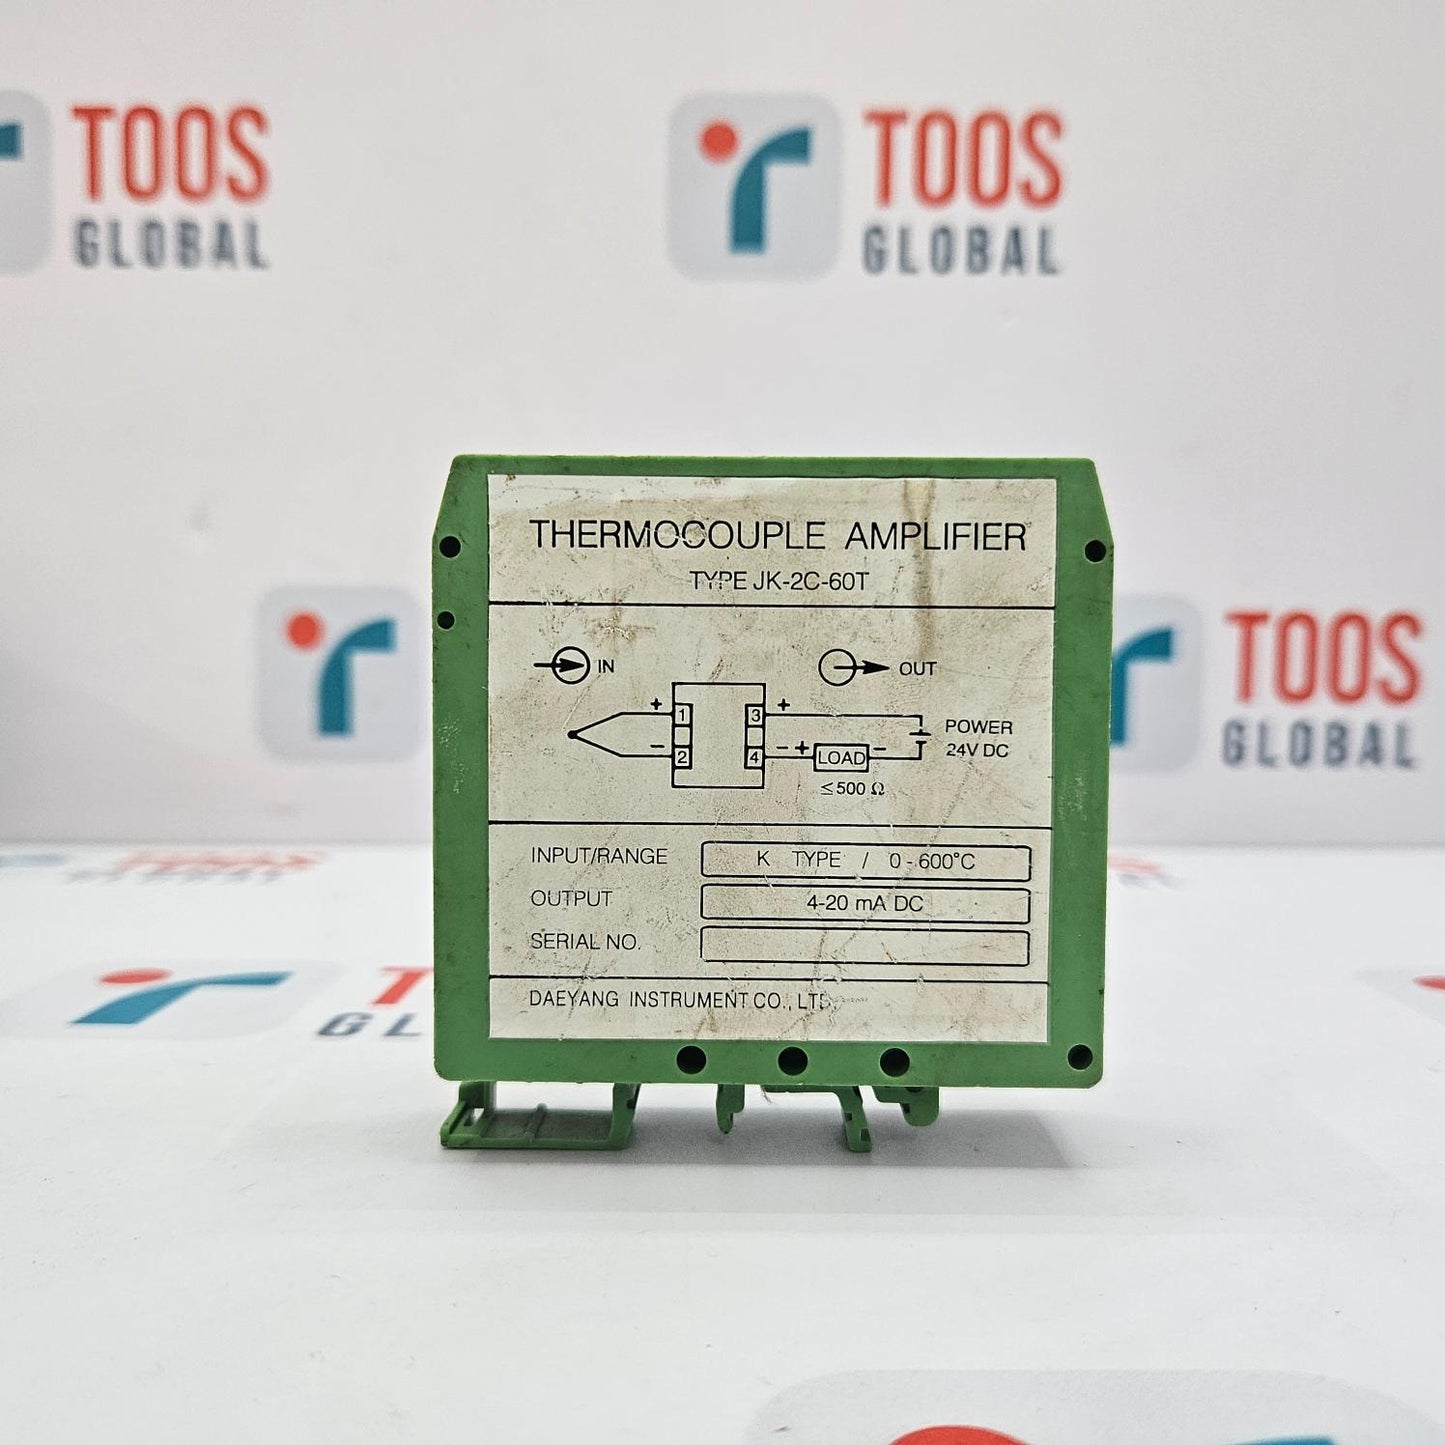 TOOS
GLOBAL
TOOS
GLOBAL
THERMOCOUPLE AMPLIFIER
TYPE JK-2C-60T
IN
OUT
+ 1 3 +
POWER
24V DC
- 2 4 - + LOAD -
≤500 Ω
TOOS
GLOBAL
INPUT/RANGE K TYPE / 0-600°C
OUTPUT 4-20 mA DC
SERIAL NO.
DAEYANG INSTRUMENT CO., LTD.